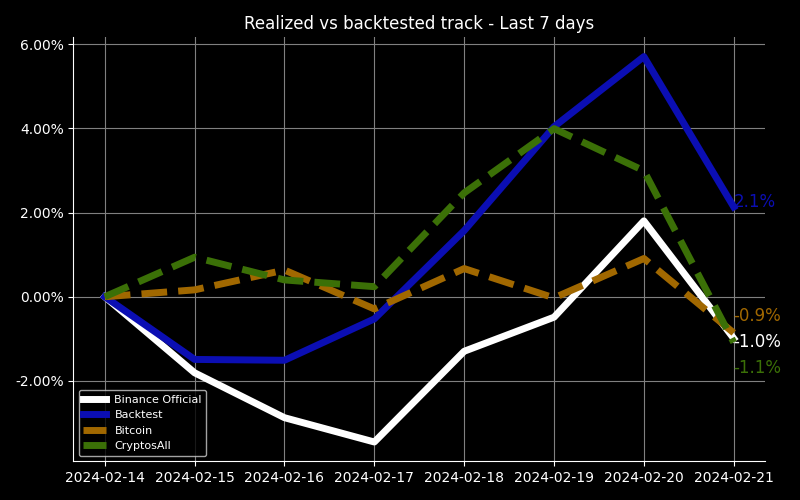 Realized vs backtested track - Last 7 days
6.00%
4.00%
2.00%
0.00%
-2.00%
2.1%
-0.9%
-1.0%
-1.1%
Binance Official
Backtest
Bitcoin
CryptosAll
2024-02-14 2024-02-15 2024-02-16 2024-02-17 2024-02-18 2024-02-19 2024-02-20 2024-02-21